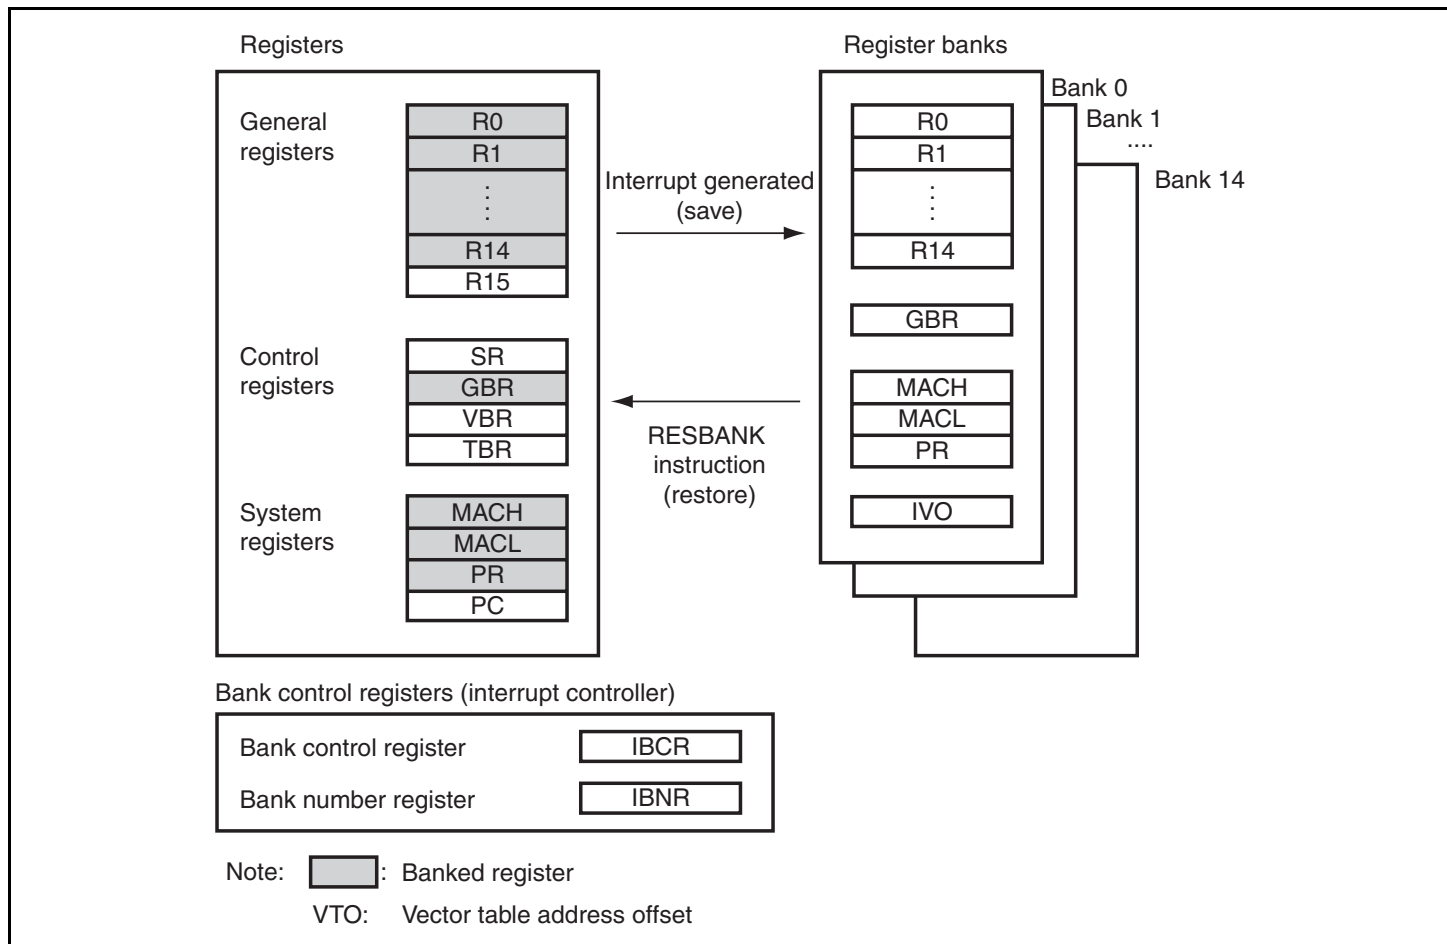 Registers
General
registers
R0
R1
⋮
R14
R15
Control
registers
SR
GBR
VBR
TBR
System
registers
MACH
MACL
PR
PC
Interrupt generated
(save)
RESBANK
instruction
(restore)
Register banks
Bank 0
Bank 1
....
Bank 14
R0
R1
⋮
R14
GBR
MACH
MACL
PR
IVO
Bank control registers (interrupt controller)
Bank control register IBCR
Bank number register IBNR
Note: : Banked register
VTO: Vector table address offset